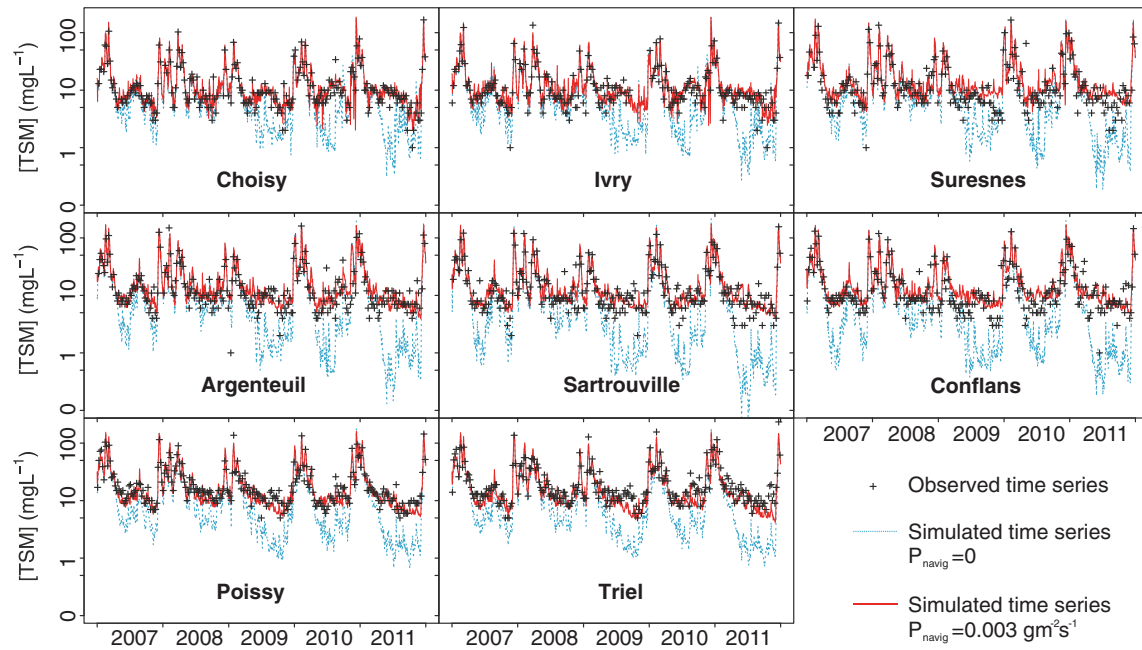 [TSM] (mgL⁻¹)
100
10
1
0
Choisy
Ivry
Suresnes
[TSM] (mgL⁻¹)
100
10
1
0
Argenteuil
Sartrouville
Conflans
2007 2008 2009 2010 2011
[TSM] (mgL⁻¹)
100
10
1
0
Poissy
Triel
2007 2008 2009 2010 2011
2007 2008 2009 2010 2011
Observed time series
Simulated time series
Pnavig=0
Simulated time series
Pnavig=0.003 gm⁻²s⁻¹